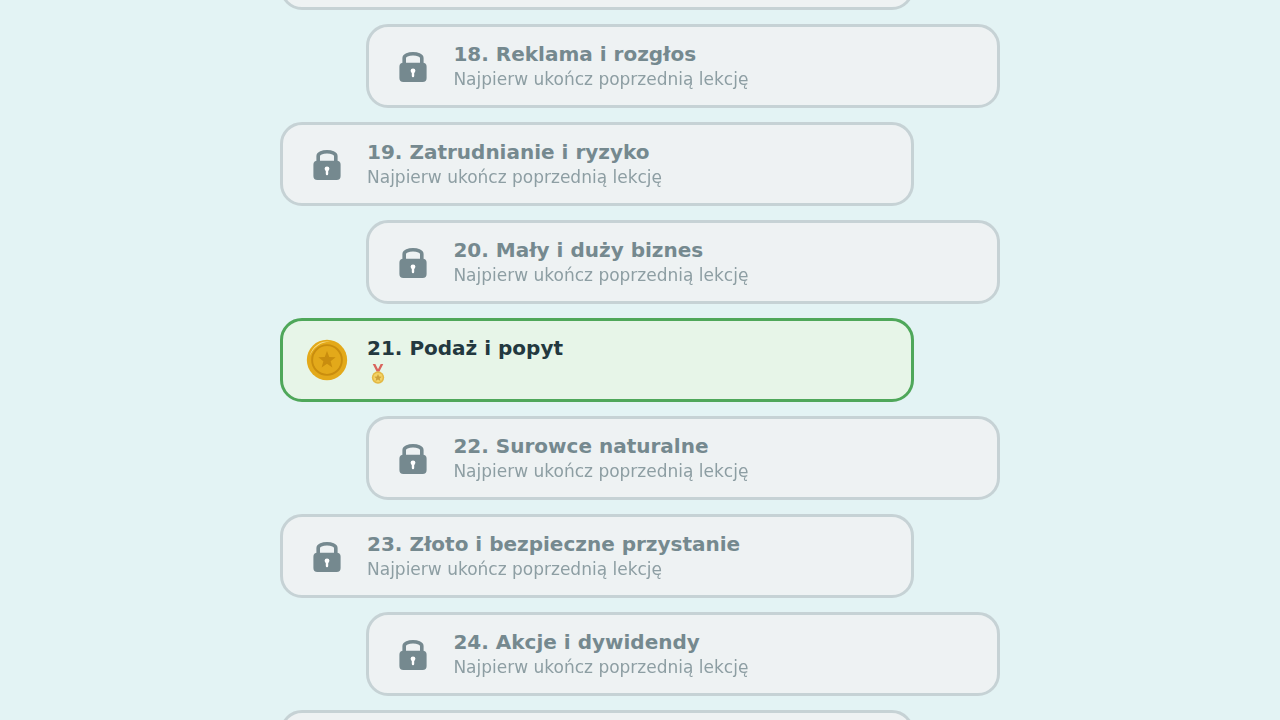 18. Reklama i rozgłos
Najpierw ukończ poprzednią lekcję
19. Zatrudnianie i ryzyko
Najpierw ukończ poprzednią lekcję
20. Mały i duży biznes
Najpierw ukończ poprzednią lekcję
21. Podaż i popyt
22. Surowce naturalne
Najpierw ukończ poprzednią lekcję
23. Złoto i bezpieczne przystanie
Najpierw ukończ poprzednią lekcję
24. Akcje i dywidendy
Najpierw ukończ poprzednią lekcję